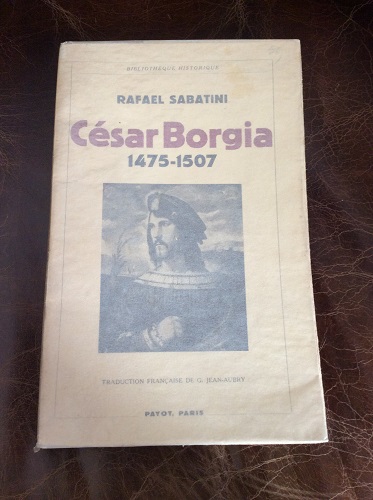 BIBLIOTHÈQUE HISTORIQUE
RAFAEL SABATINI
César Borgia
1475-1507
TRADUCTION FRANÇAISE DE G. JEAN-AUBRY
PAYOT, PARIS